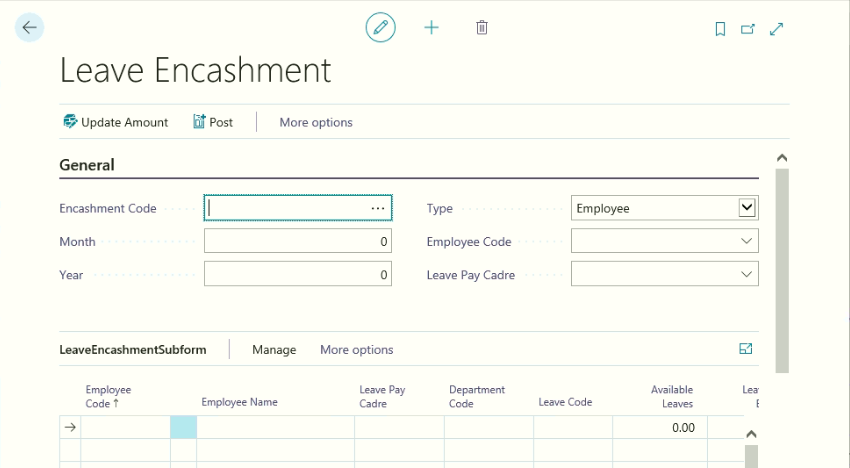 Leave Encashment
Update Amount Post More options
General
Encashment Code ... Type Employee
Month 0 Employee Code
Year 0 Leave Pay Cadre
LeaveEncashmentSubform Manage More options
Employee Leave Pay Department Available Lea
Code ↑ Employee Name Cadre Code Leave Code Leaves E
0.00